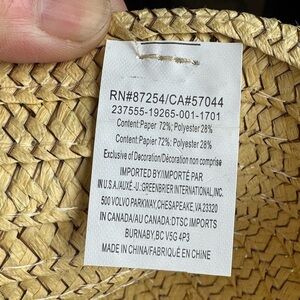 RN#87254/CA#57044
237555-19265-001-1701
Content:Paper 72%; Polyester 28%
Content:Papier 72%; Polyester 28%
Exclusive of Decoration/Décoration non comprise
IMPORTED BY/IMPORTÉ PAR
IN U.S.A./AUX É.-U.:GREENBRIER INTERNATIONAL, INC.
500 VOLVO PARKWAY, CHESAPEAKE, VA 23320
IN CANADA/AU CANADA: DTSC IMPORTS
BURNABY, BC V5G 4P3
MADE IN CHINA/FABRIQUÉ EN CHINE